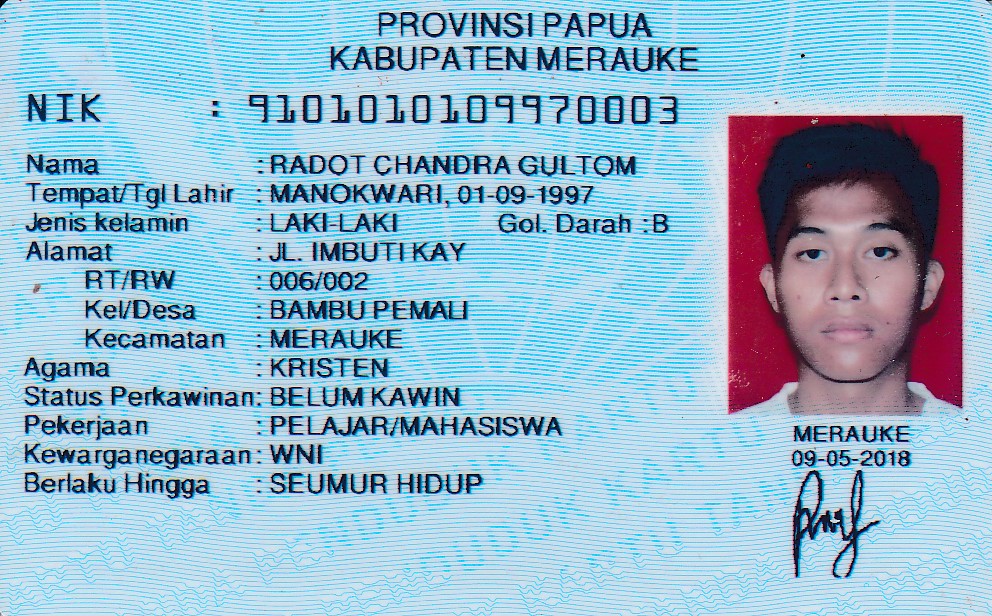 PROVINSI PAPUA
KABUPATEN MERAUKE
NIK : 9101010109970003
Nama : RADOT CHANDRA GULTOM
Tempat/Tgl Lahir : MANOKWARI, 01-09-1997
Jenis kelamin : LAKI-LAKI Gol. Darah : B
Alamat : JL. IMBUTI KAY
RT/RW : 006/002
Kel/Desa : BAMBU PEMALI
Kecamatan : MERAUKE
Agama : KRISTEN
Status Perkawinan: BELUM KAWIN
Pekerjaan : PELAJAR/MAHASISWA
Kewarganegaraan : WNI
Berlaku Hingga : SEUMUR HIDUP
MERAUKE
09-05-2018